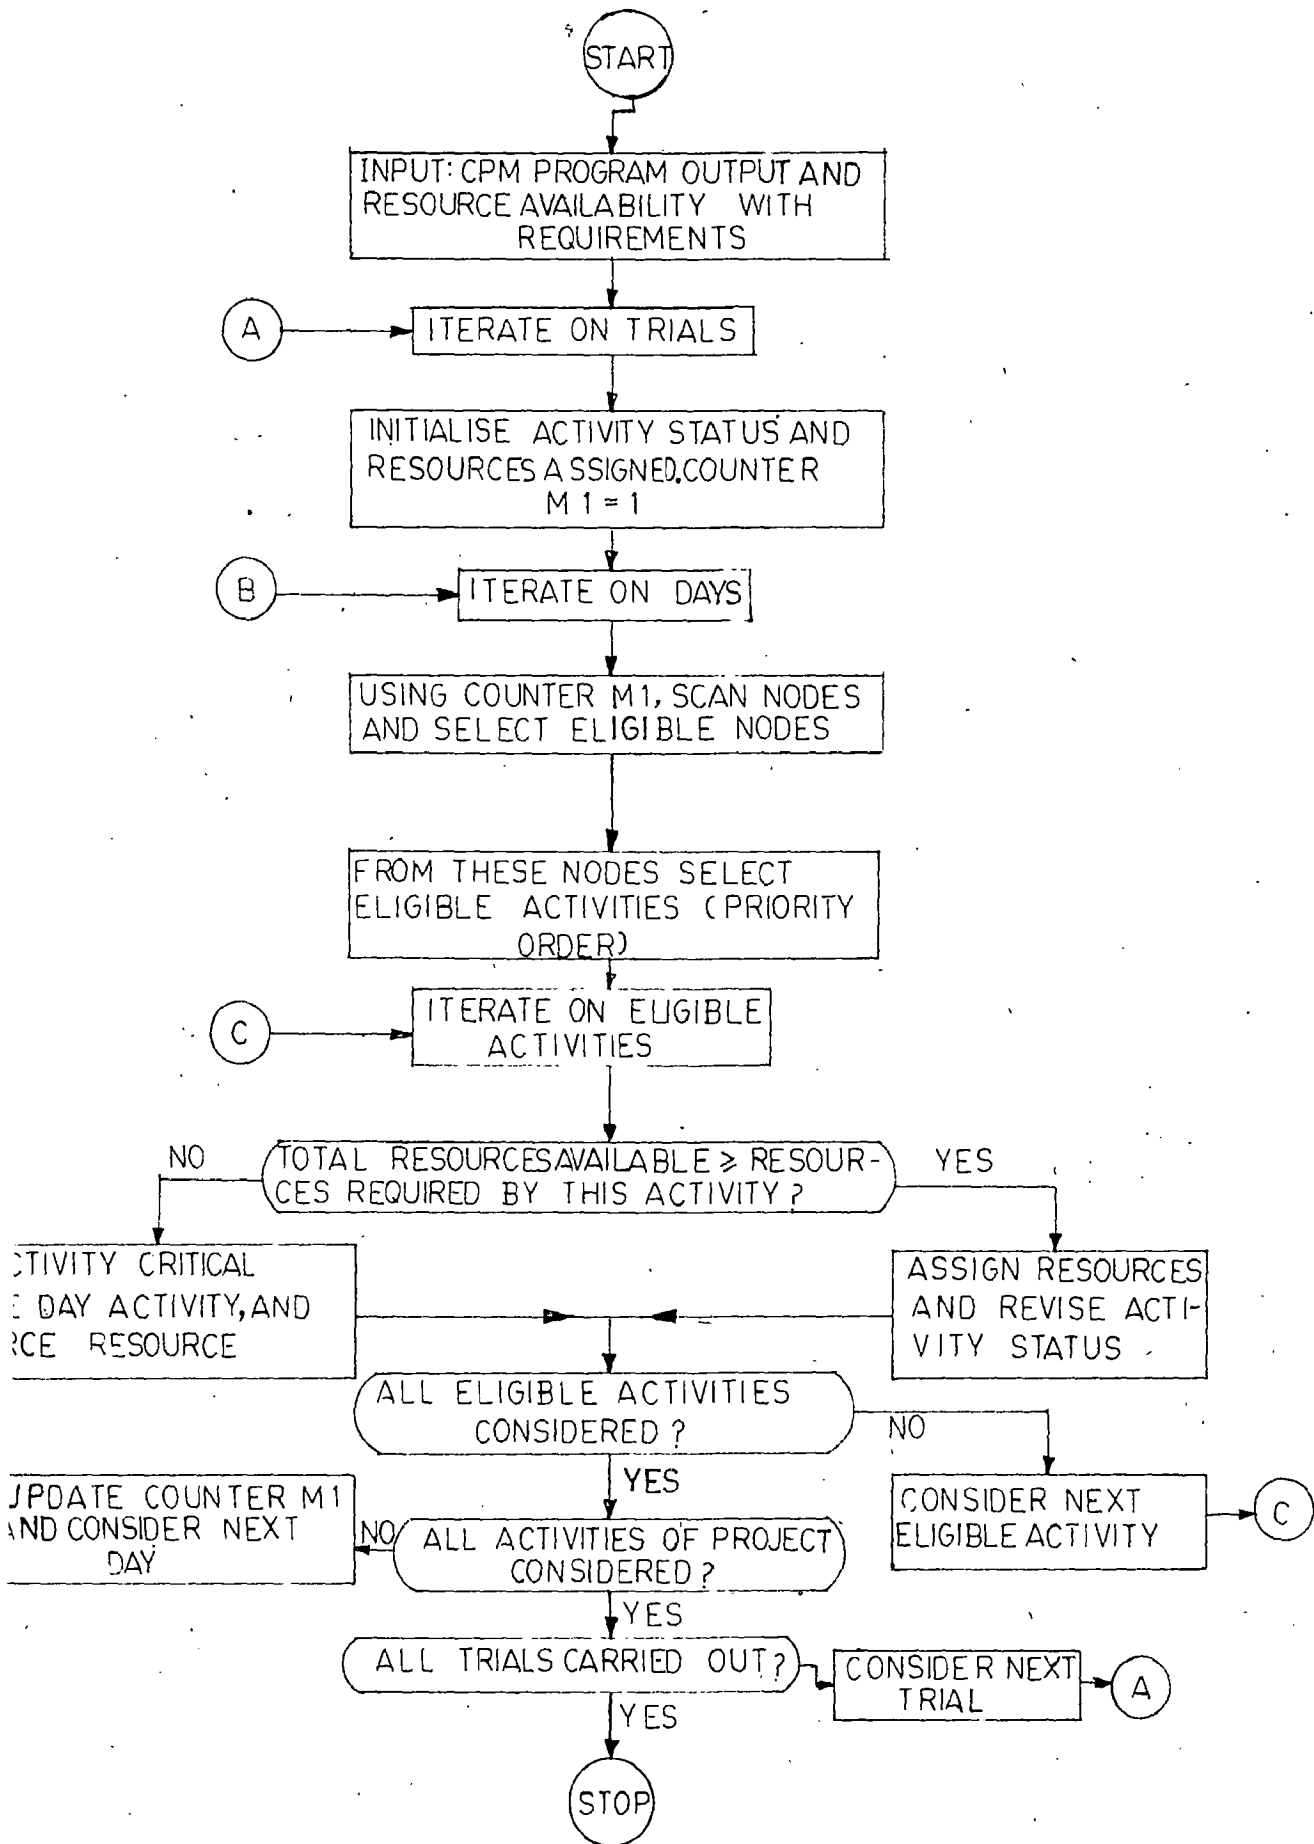 START
INPUT: CPM PROGRAM OUTPUT AND
RESOURCE AVAILABILITY WITH
REQUIREMENTS
A
ITERATE ON TRIALS
INITIALISE ACTIVITY STATUS AND
RESOURCES ASSIGNED. COUNTER
M1 = 1
B
ITERATE ON DAYS
USING COUNTER M1, SCAN NODES
AND SELECT ELIGIBLE NODES
FROM THESE NODES SELECT
ELIGIBLE ACTIVITIES (PRIORITY
ORDER)
C
ITERATE ON ELIGIBLE
ACTIVITIES
NO
TOTAL RESOURCES AVAILABLE ≥ RESOUR-
CES REQUIRED BY THIS ACTIVITY ?
YES
CTIVITY CRITICAL
E DAY ACTIVITY, AND
RCE RESOURCE
ASSIGN RESOURCES
AND REVISE ACTI-
VITY STATUS
ALL ELIGIBLE ACTIVITIES
CONSIDERED ?
NO
YES
UPDATE COUNTER M1
AND CONSIDER NEXT
DAY
NO
ALL ACTIVITIES OF PROJECT
CONSIDERED ?
CONSIDER NEXT
ELIGIBLE ACTIVITY
C
YES
ALL TRIALS CARRIED OUT ?
CONSIDER NEXT
TRIAL
A
YES
STOP